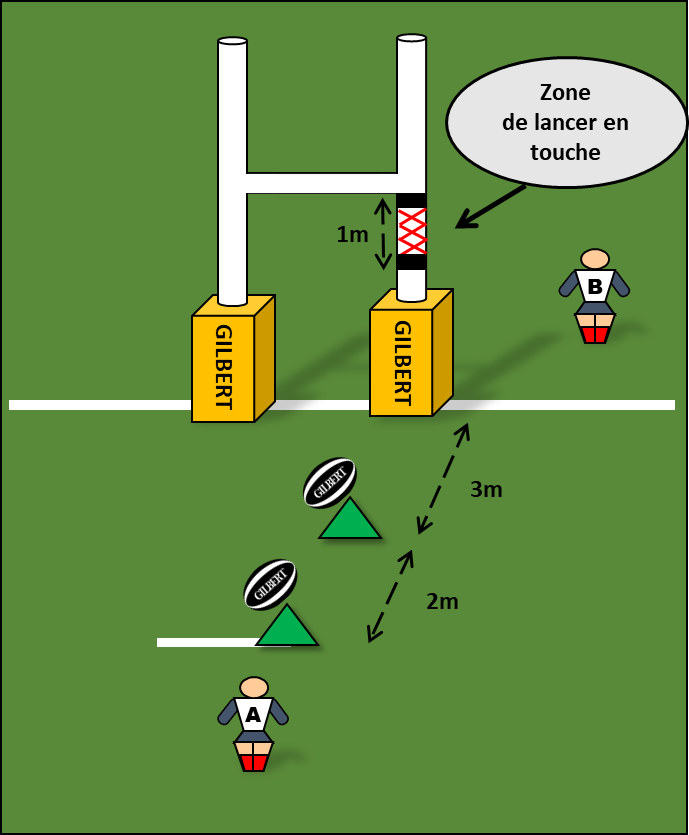 Zone
de lancer en
touche
1m
B
GILBERT
GILBERT
3m
GILBERT
GILBERT
2m
A